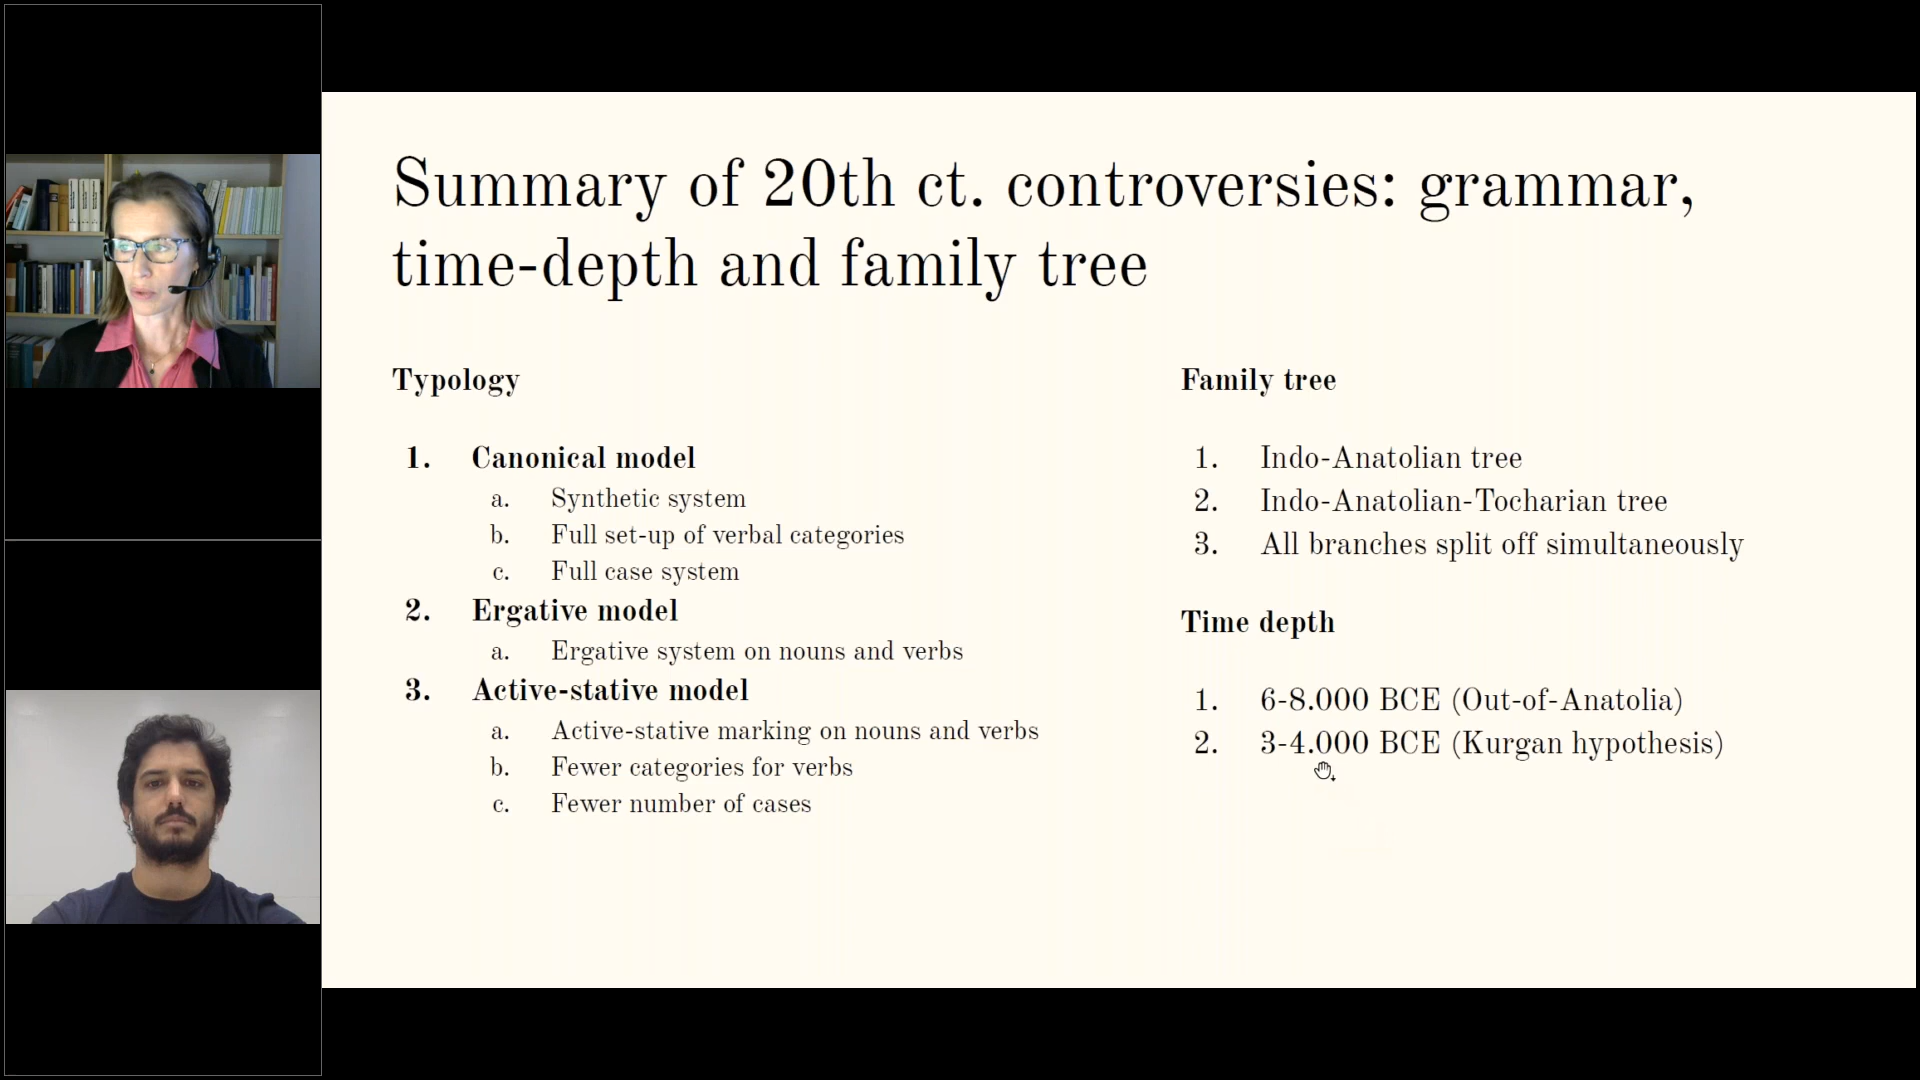 Summary of 20th ct. controversies: grammar,
time-depth and family tree
Typology
1. Canonical model
a. Synthetic system
b. Full set-up of verbal categories
c. Full case system
2. Ergative model
a. Ergative system on nouns and verbs
3. Active-stative model
a. Active-stative marking on nouns and verbs
b. Fewer categories for verbs
c. Fewer number of cases
Family tree
1. Indo-Anatolian tree
2. Indo-Anatolian-Tocharian tree
3. All branches split off simultaneously
Time depth
1. 6-8.000 BCE (Out-of-Anatolia)
2. 3-4.000 BCE (Kurgan hypothesis)